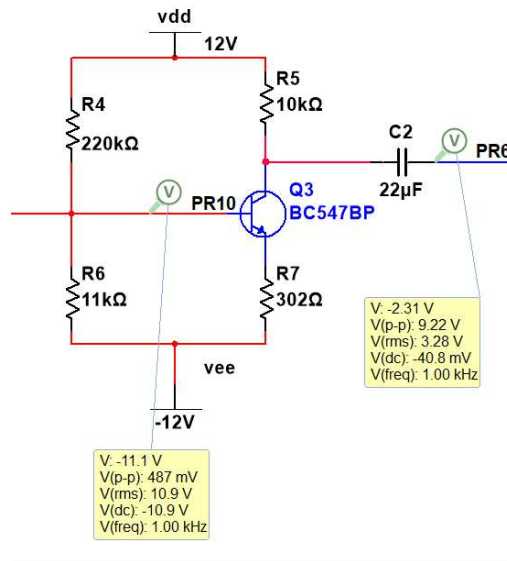 vdd
12V
R4
220kΩ
R5
10kΩ
C2
22µF
PR6
PR10
Q3
BC547BP
R6
11kΩ
R7
302Ω
vee
-12V
V
V
V: -2.31 V
V(p-p): 9.22 V
V(rms): 3.28 V
V(dc): -40.8 mV
V(freq): 1.00 kHz
V: -11.1 V
V(p-p): 487 mV
V(rms): 10.9 V
V(dc): -10.9 V
V(freq): 1.00 kHz